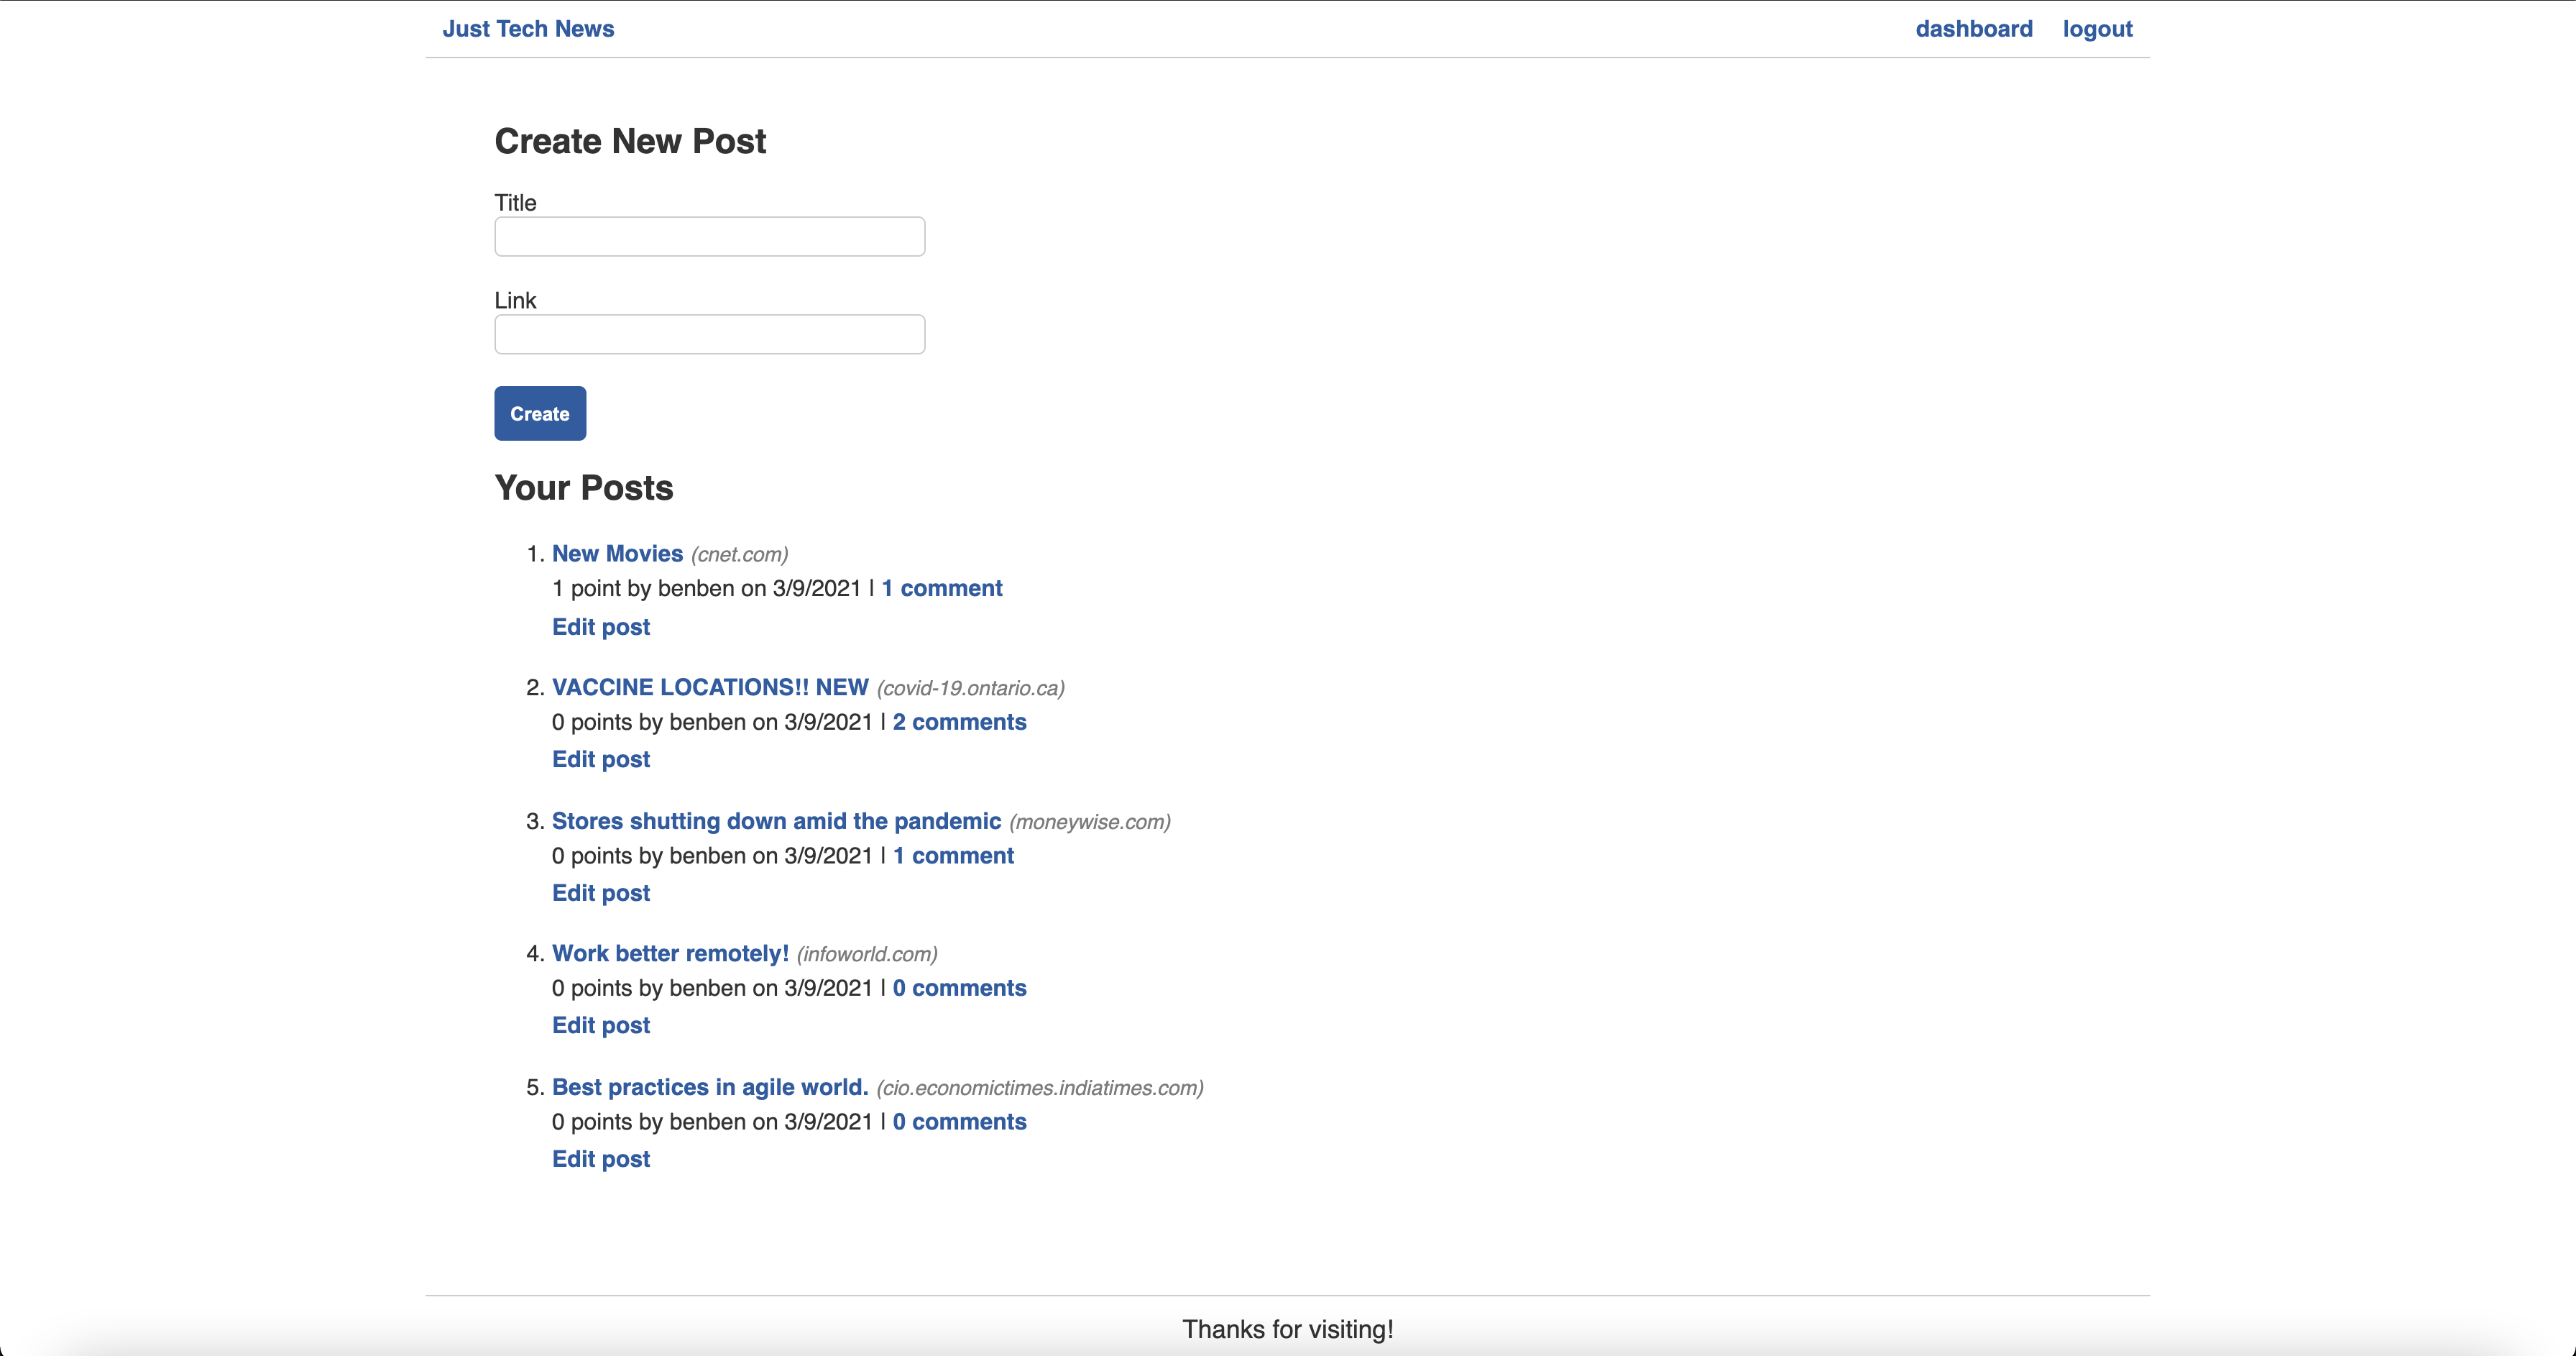 Just Tech News dashboard logout
Create New Post
Title
Link
Create
Your Posts
1. New Movies (cnet.com)
1 point by benben on 3/9/2021 | 1 comment
Edit post
2. VACCINE LOCATIONS!! NEW (covid-19.ontario.ca)
0 points by benben on 3/9/2021 | 2 comments
Edit post
3. Stores shutting down amid the pandemic (moneywise.com)
0 points by benben on 3/9/2021 | 1 comment
Edit post
4. Work better remotely! (infoworld.com)
0 points by benben on 3/9/2021 | 0 comments
Edit post
5. Best practices in agile world. (cio.economictimes.indiatimes.com)
0 points by benben on 3/9/2021 | 0 comments
Edit post
Thanks for visiting!